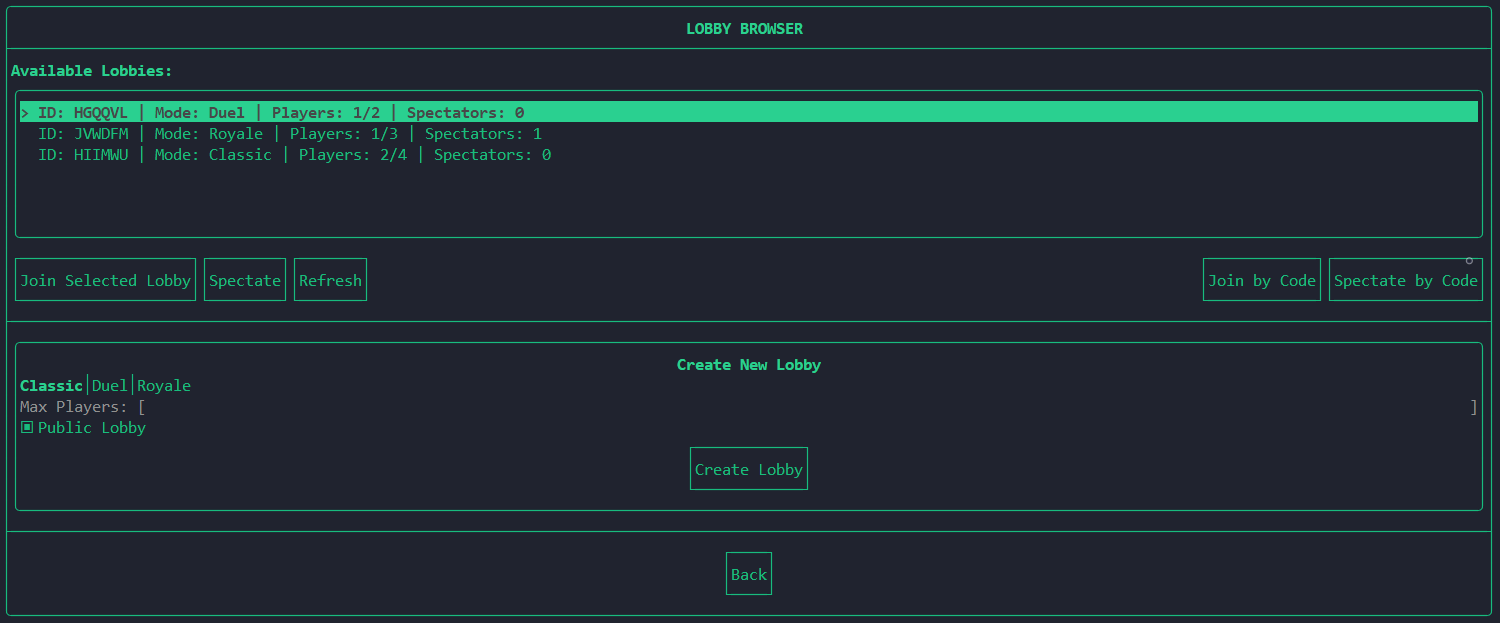 LOBBY BROWSER
Available Lobbies:
> ID: HGQQVL | Mode: Duel | Players: 1/2 | Spectators: 0
ID: JVWDFM | Mode: Royale | Players: 1/3 | Spectators: 1
ID: HIIMWU | Mode: Classic | Players: 2/4 | Spectators: 0
Join Selected Lobby Spectate Refresh Join by Code Spectate by Code
Create New Lobby
Classic│Duel│Royale
Max Players: [ ]
▣ Public Lobby
Create Lobby
Back